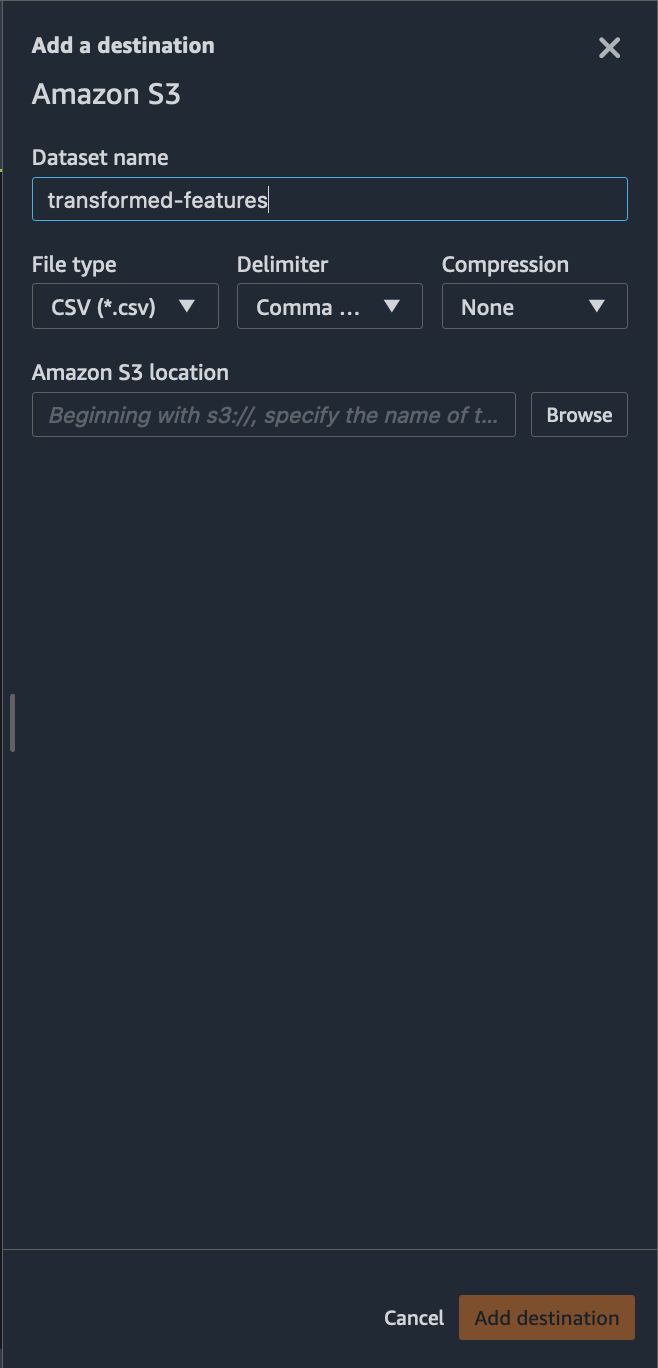 Add a destination
Amazon S3
Dataset name
transformed-features
File type Delimiter Compression
CSV (*.csv) Comma ... None
Amazon S3 location
Beginning with s3://, specify the name of t... Browse
Cancel Add destination